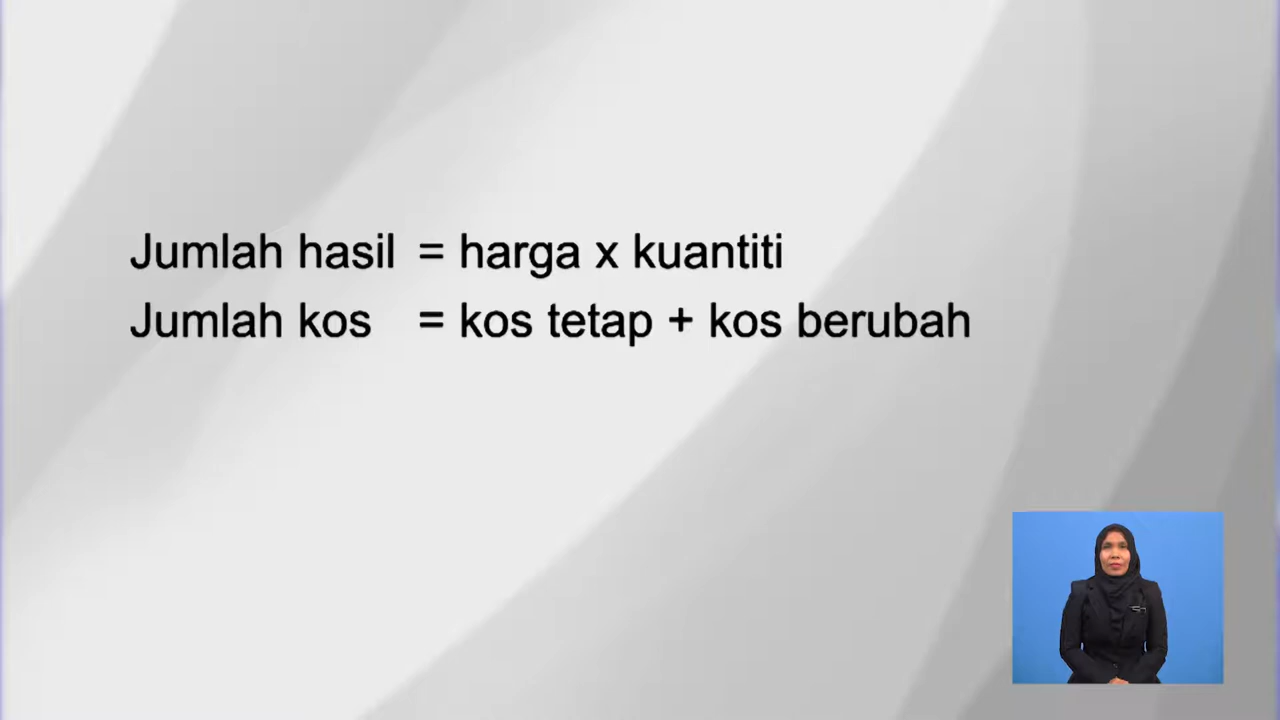 Jumlah hasil = harga x kuantiti
Jumlah kos = kos tetap + kos berubah